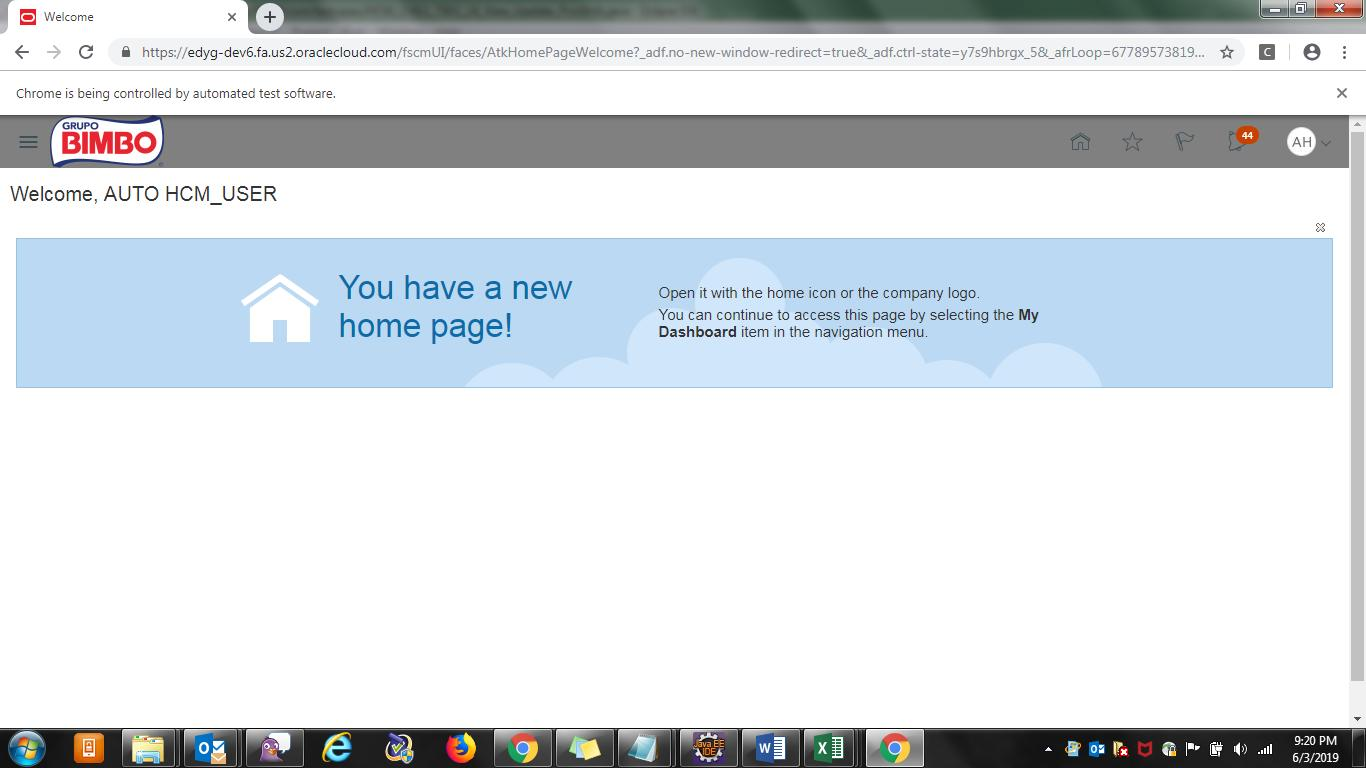 Welcome
https://edyg-dev6.fa.us2.oraclecloud.com/fscmUI/faces/AtkHomePageWelcome?_adf.no-new-window-redirect=true&_adf.ctrl-state=y7s9hbrgx_5&_afrLoop=67789573819...
C
Chrome is being controlled by automated test software.
GRUPO
BIMBO
44
AH
Welcome, AUTO HCM_USER
You have a new
home page!
Open it with the home icon or the company logo.
You can continue to access this page by selecting the My
Dashboard item in the navigation menu.
Java EE
IDE
9:20 PM
6/3/2019